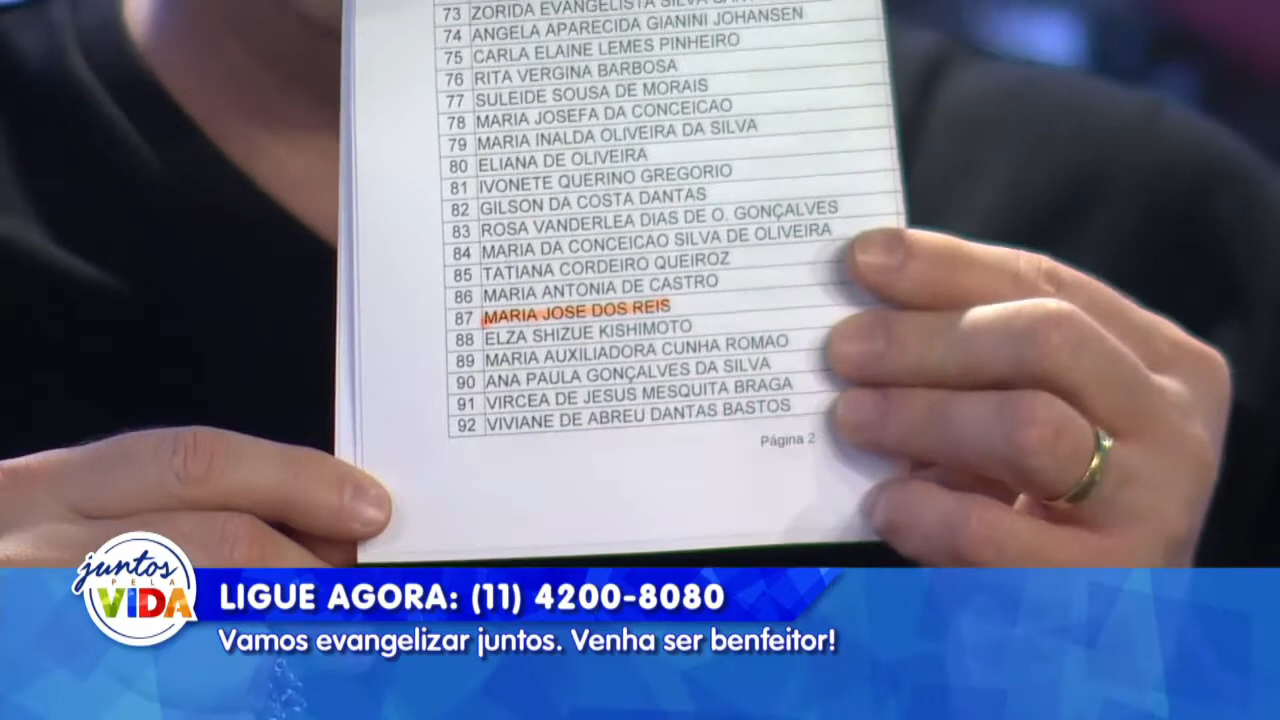 73 ZORIDA EVANGELISTA SILVA
74 ANGELA APARECIDA GIANINI JOHANSEN
75 CARLA ELAINE LEMES PINHEIRO
76 RITA VERGINA BARBOSA
77 SULEIDE SOUSA DE MORAIS
78 MARIA JOSEFA DA CONCEICAO
79 MARIA INALDA OLIVEIRA DA SILVA
80 ELIANA DE OLIVEIRA
81 IVONETE QUERINO GREGORIO
82 GILSON DA COSTA DANTAS
83 ROSA VANDERLEA DIAS DE O. GONÇALVES
84 MARIA DA CONCEICAO SILVA DE OLIVEIRA
85 TATIANA CORDEIRO QUEIROZ
86 MARIA ANTONIA DE CASTRO
87 MARIA JOSE DOS REIS
88 ELZA SHIZUE KISHIMOTO
89 MARIA AUXILIADORA CUNHA ROMAO
90 ANA PAULA GONÇALVES DA SILVA
91 VIRCEA DE JESUS MESQUITA BRAGA
92 VIVIANE DE ABREU DANTAS BASTOS
Página 2
juntos
PELA
VIDA
LIGUE AGORA: (11) 4200-8080
Vamos evangelizar juntos. Venha ser benfeitor!